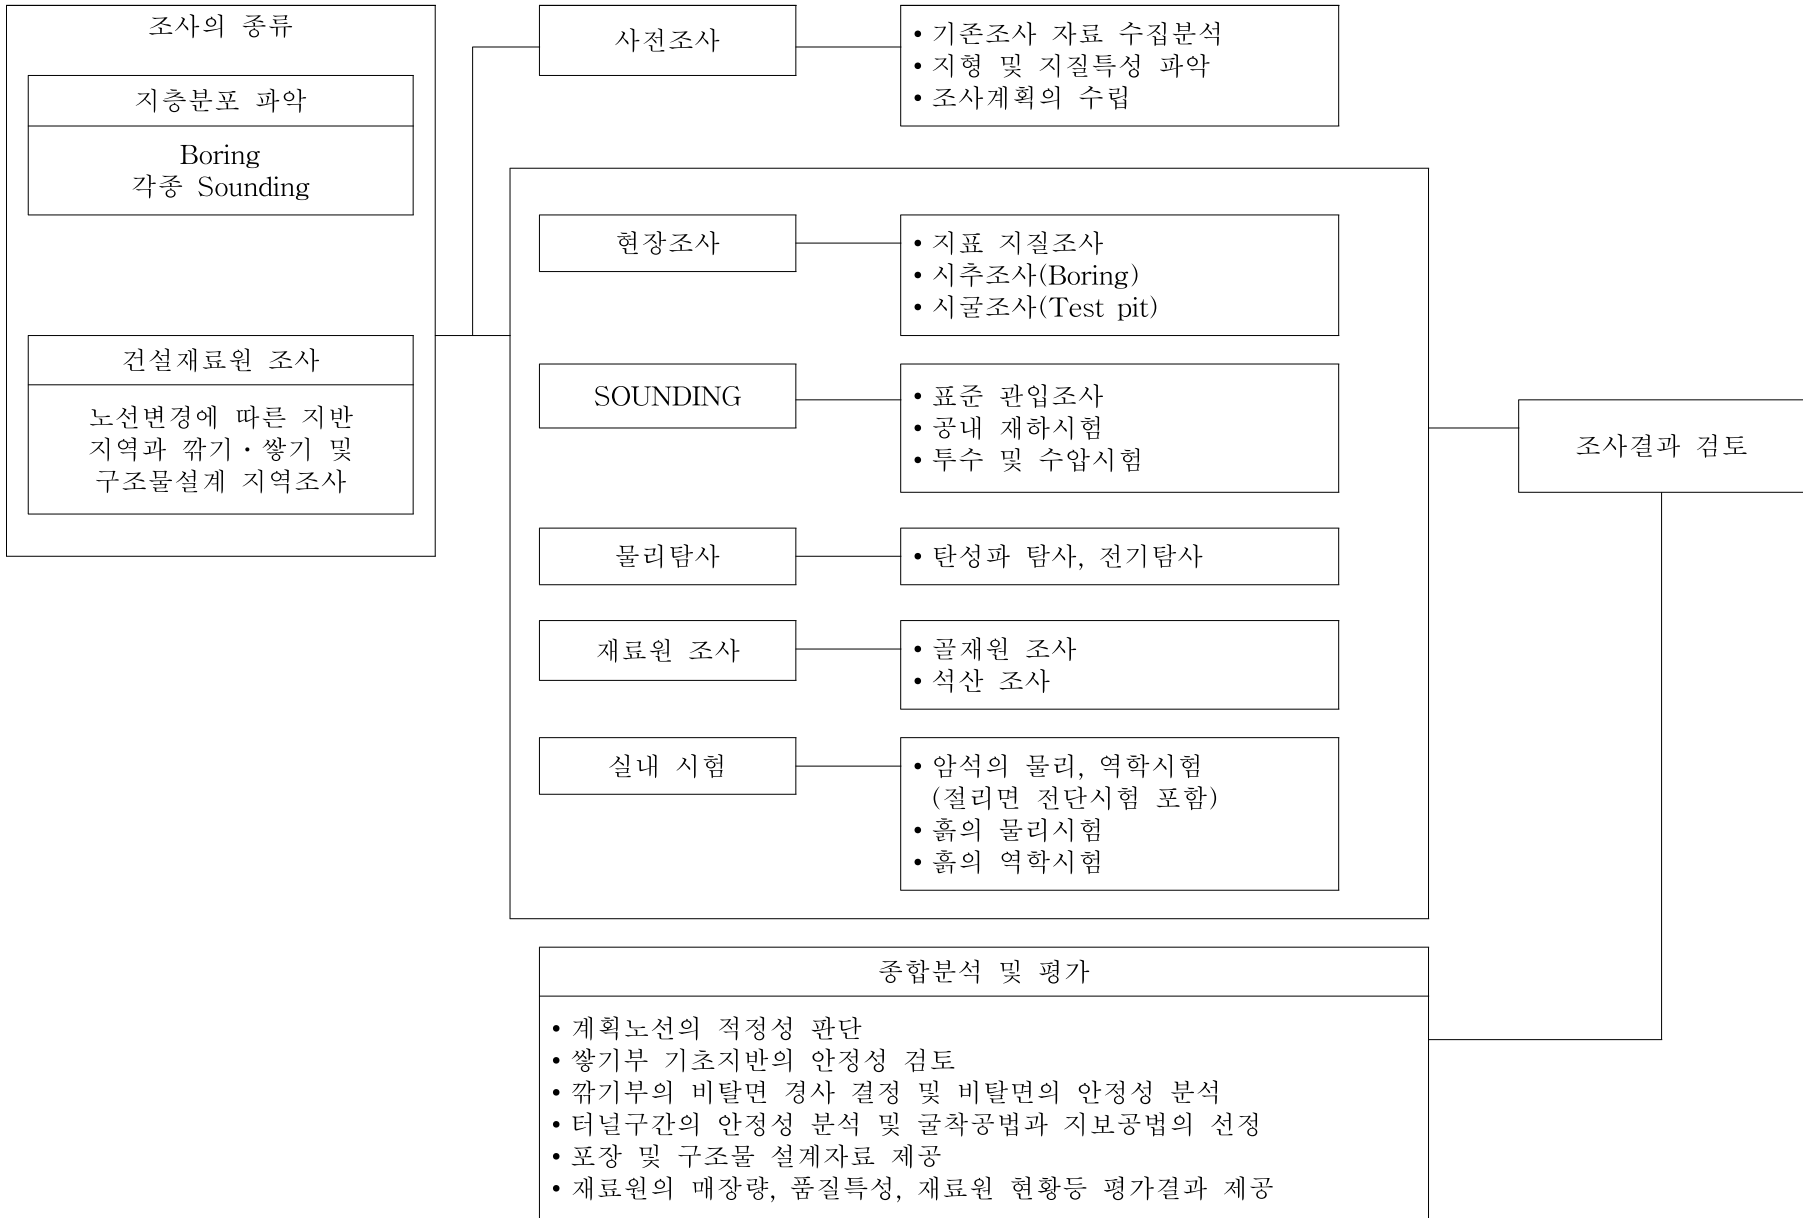 조사의 종류
지층분포 파악
Boring
각종 Sounding
건설재료원 조사
노선변경에 따른 지반
지역과 깎기·쌓기 및
구조물설계 지역조사
사전조사
• 기존조사 자료 수집분석
• 지형 및 지질특성 파악
• 조사계획의 수립
현장조사
• 지표 지질조사
• 시추조사(Boring)
• 시굴조사(Test pit)
SOUNDING
• 표준 관입조사
• 공내 재하시험
• 투수 및 수압시험
물리탐사
• 탄성파 탐사, 전기탐사
재료원 조사
• 골재원 조사
• 석산 조사
실내 시험
• 암석의 물리, 역학시험
(절리면 전단시험 포함)
• 흙의 물리시험
• 흙의 역학시험
조사결과 검토
종합분석 및 평가
• 계획노선의 적정성 판단
• 쌓기부 기초지반의 안정성 검토
• 깎기부의 비탈면 경사 결정 및 비탈면의 안정성 분석
• 터널구간의 안정성 분석 및 굴착공법과 지보공법의 선정
• 포장 및 구조물 설계자료 제공
• 재료원의 매장량, 품질특성, 재료원 현황등 평가결과 제공